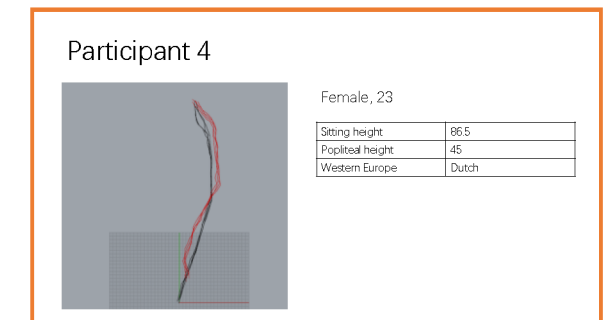 Participant 4
Female, 23
Sitting height 86.5
Popliteal height 45
Western Europe Dutch